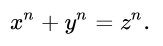 xⁿ + yⁿ = zⁿ.